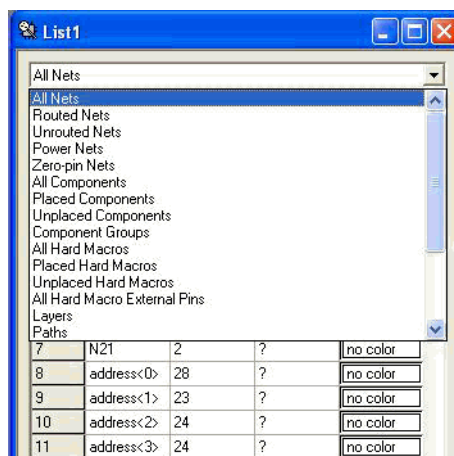 List1
All Nets
All Nets
Routed Nets
Unrouted Nets
Power Nets
Zero-pin Nets
All Components
Placed Components
Unplaced Components
Component Groups
All Hard Macros
Placed Hard Macros
Unplaced Hard Macros
All Hard Macro External Pins
Layers
Paths
7 N21 2 ? no color
8 address<0> 28 ? no color
9 address<1> 23 ? no color
10 address<2> 24 ? no color
11 address<3> 24 ? no color